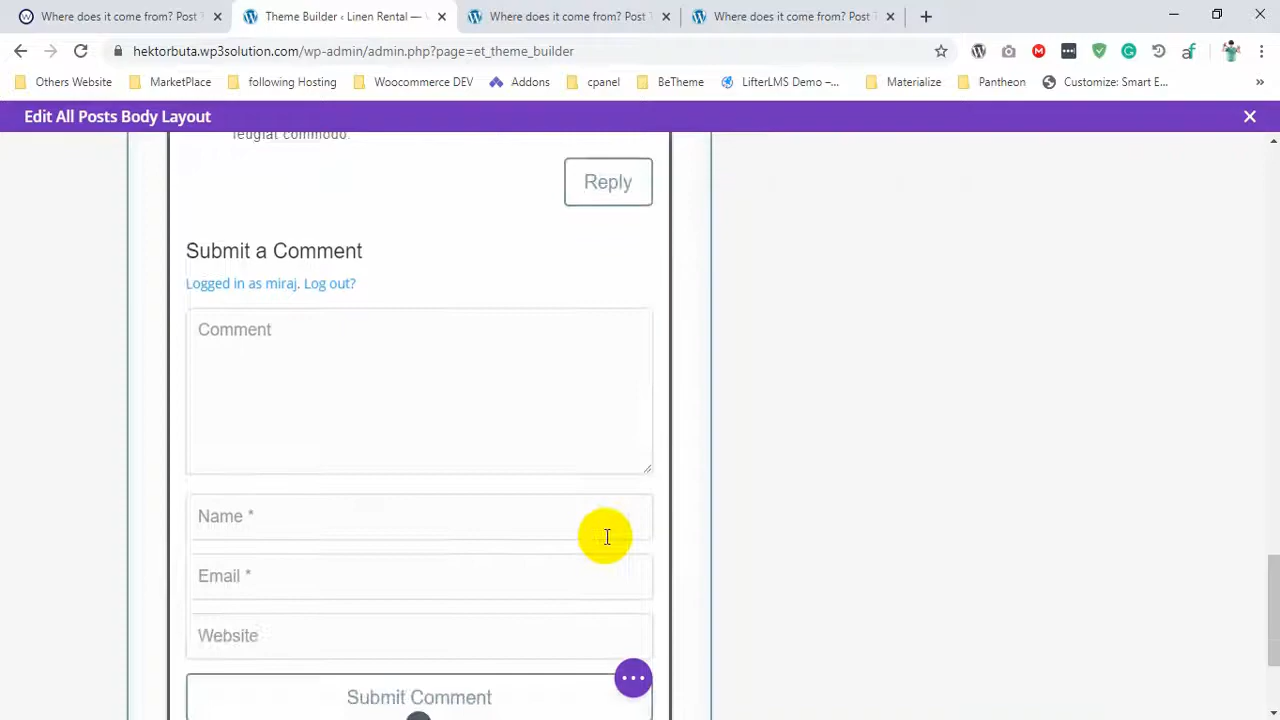 Where does it come from? Post T
Theme Builder ‹ Linen Rental —
Where does it come from? Post T
Where does it come from? Post T
hektorbuta.wp3solution.com/wp-admin/admin.php?page=et_theme_builder
Others Website
MarketPlace
following Hosting
Woocommerce DEV
Addons
cpanel
BeTheme
LifterLMS Demo –...
Materialize
Pantheon
Customize: Smart E...
»
Edit All Posts Body Layout
feugiat commodo.
Reply
Submit a Comment
Logged in as miraj. Log out?
Comment
Name *
Email *
Website
Submit Comment